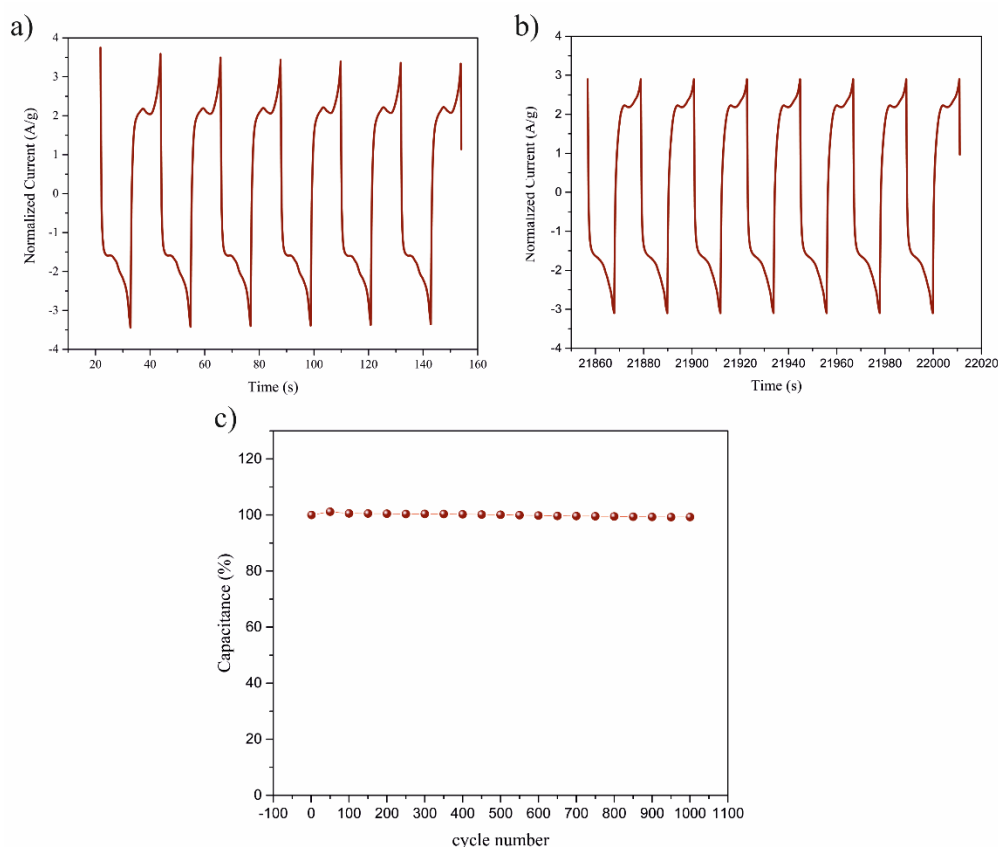 a)
4
3
2
1
0
-1
-2
-3
-4
Normalized Current (A/g)
20 40 60 80 100 120 140 160
Time (s)
b)
4
3
2
1
0
-1
-2
-3
-4
Normalized Current (A/g)
21860 21880 21900 21920 21940 21960 21980 22000 22020
Time (s)
c)
120
100
80
60
40
20
0
Capacitance (%)
-100 0 100 200 300 400 500 600 700 800 900 1000 1100
cycle number